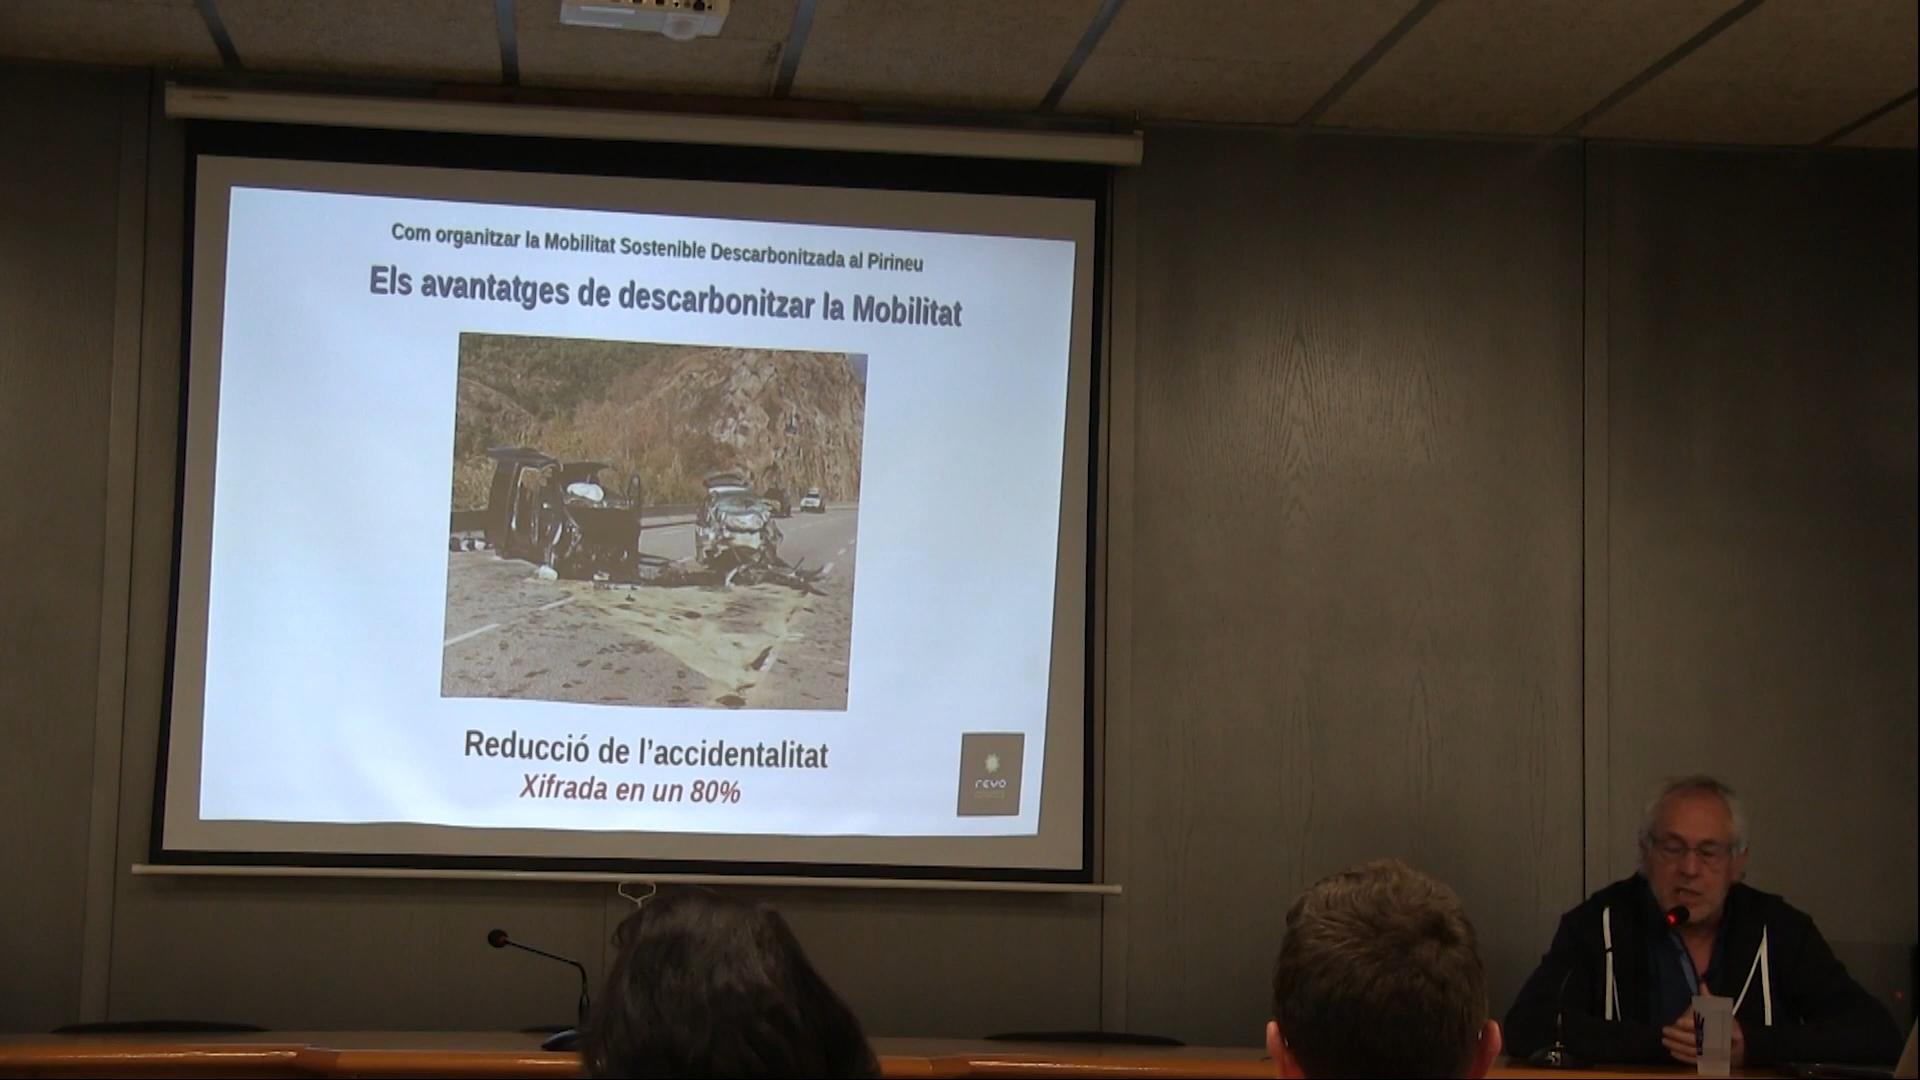 Com organitzar la Mobilitat Sostenible Descarbonitzada al Pirineu
Els avantatges de descarbonitzar la Mobilitat
Reducció de l’accidentalitat
Xifrada en un 80%
revo